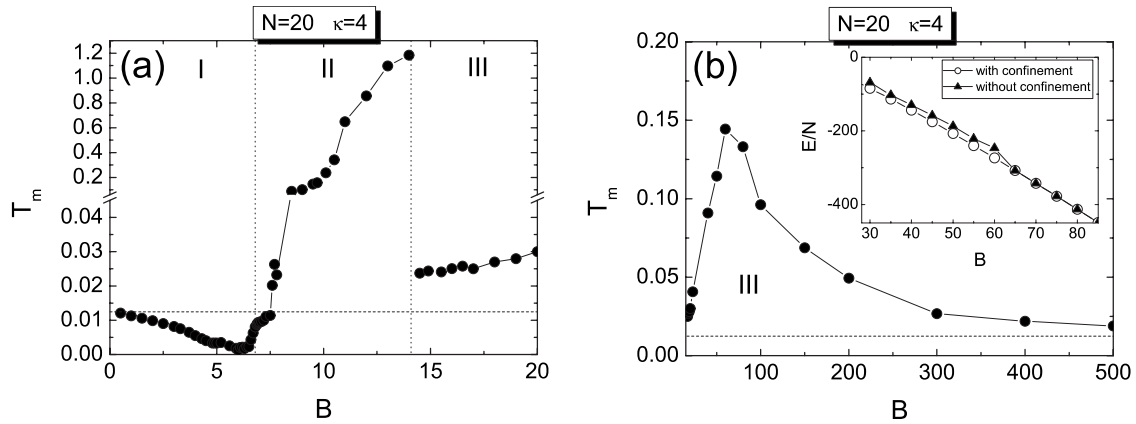 N=20 κ=4
(a)
I
II
III
1.2
1.0
0.8
0.6
0.4
0.2
0.04
0.03
0.02
0.01
0.00
Tm
0 5 10 15 20
B
N=20 κ=4
(b)
III
0.20
0.15
0.10
0.05
0.00
Tm
100 200 300 400 500
B
with confinement
without confinement
0
-200
-400
E/N
30 40 50 60 70 80
B